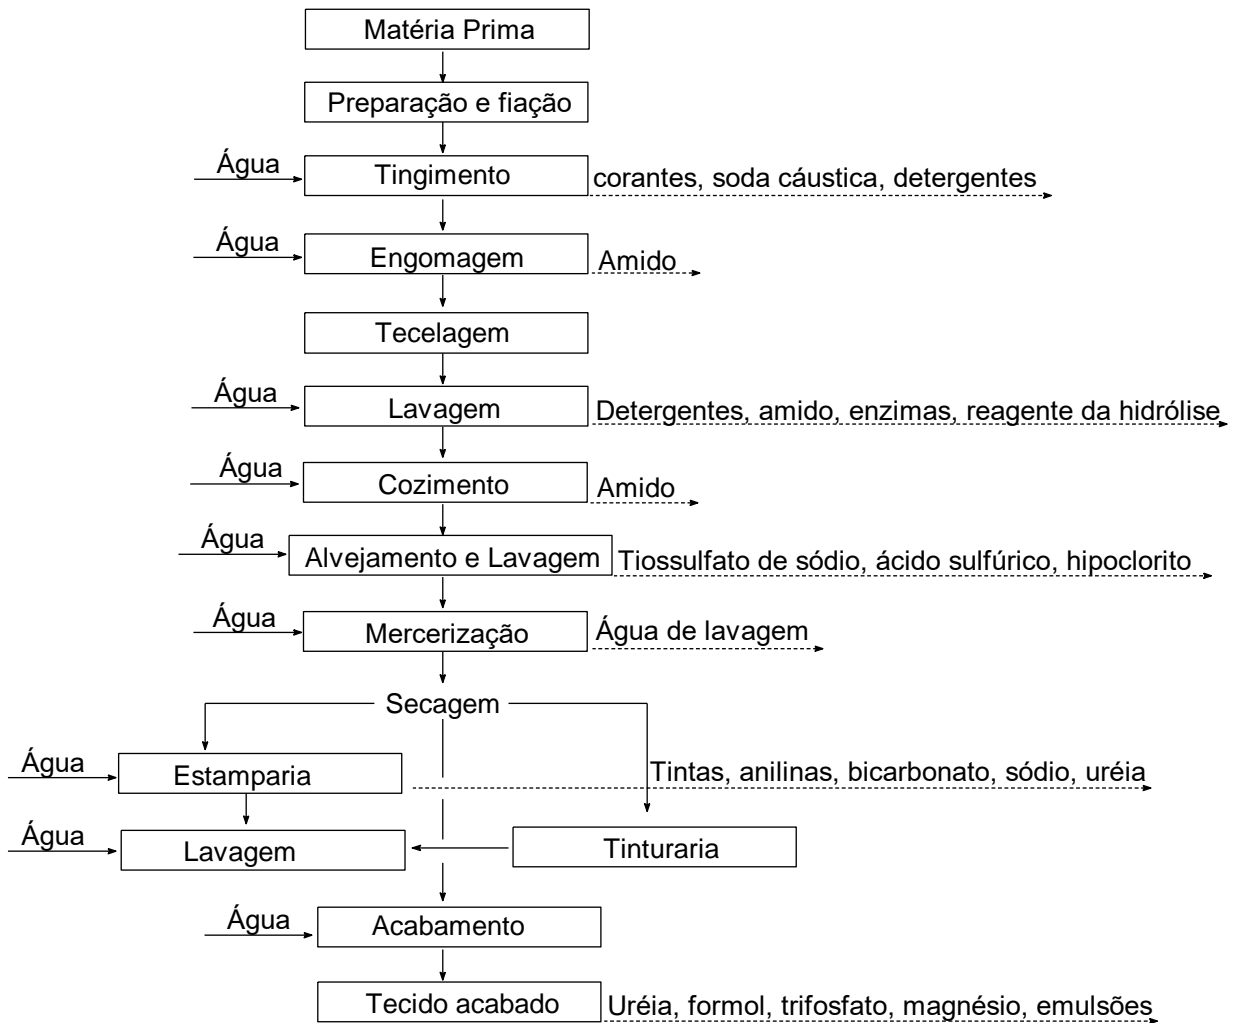 Matéria Prima
Preparação e fiação
Água
Tingimento
corantes, soda cáustica, detergentes
Água
Engomagem
Amido
Tecelagem
Água
Lavagem
Detergentes, amido, enzimas, reagente da hidrólise
Água
Cozimento
Amido
Água
Alvejamento e Lavagem
Tiossulfato de sódio, ácido sulfúrico, hipoclorito
Água
Mercerização
Água de lavagem
Secagem
Água
Estamparia
Tintas, anilinas, bicarbonato, sódio, uréia
Água
Lavagem
Tinturaria
Água
Acabamento
Tecido acabado
Uréia, formol, trifosfato, magnésio, emulsões